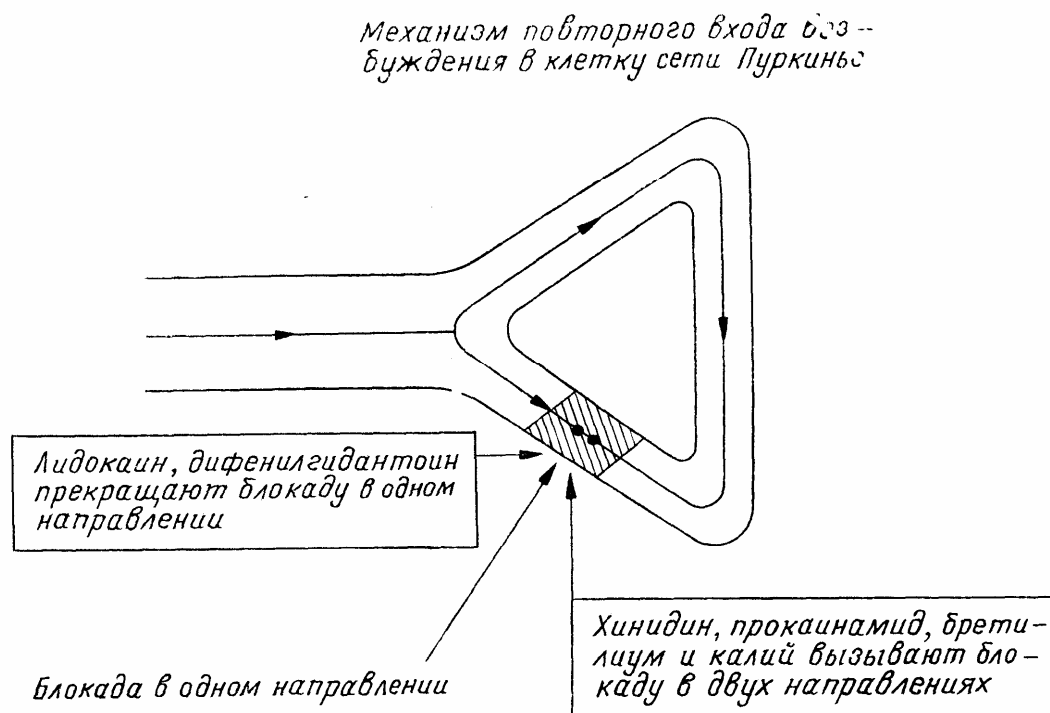 Механизм повторного входа воз-
буждения в клетку сети Пуркинье
Лидокаин, дифенилгидантоин
прекращают блокаду в одном
направлении
Блокада в одном направлении
Хинидин, прокаинамид, брети-
лиум и калий вызывают бло-
каду в двух направлениях